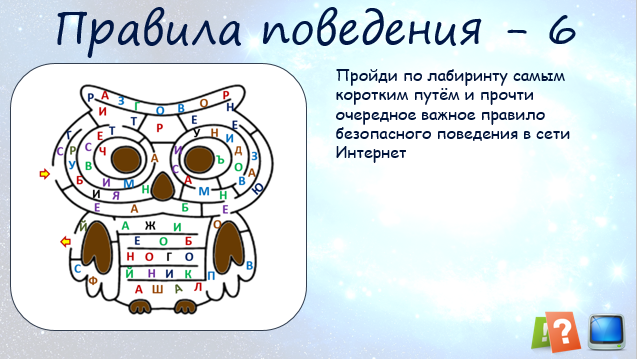 Правила поведения - 6
Пройди по лабиринту самым
коротким путём и прочти
очередное важное правило
безопасного поведения в сети
Интернет
Р А З Г О В О Р
И Т Е Н
Г Е Т Р У Н И
С Р С Ч А И Ъ Д З
У В С О А
Б И М А М В Ю
И Я Н Н
Е А Б Е
Й А Ж И О
Е О Б
Н О Г О
Й Н И К П
С Ф А Ш А Л В
!
?